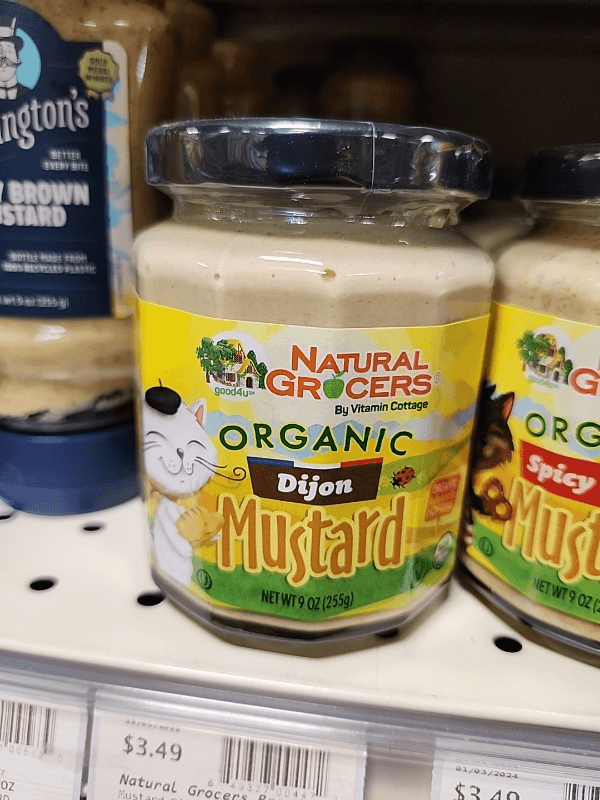 ngton's
BETTER
EVERY BITE
Y BROWN
USTARD
BOTTLE MADE FROM
100% RECYCLED PLASTIC
good4u
NATURAL
GROCERS
By Vitamin Cottage
ORGANIC
Dijon
Mustard
NET WT 9 OZ (255g)
G
ORG
Spicy
Must
NET WT 9 OZ (2
OZ
$3.49
Natural Grocers
01/03/2024
$3.49